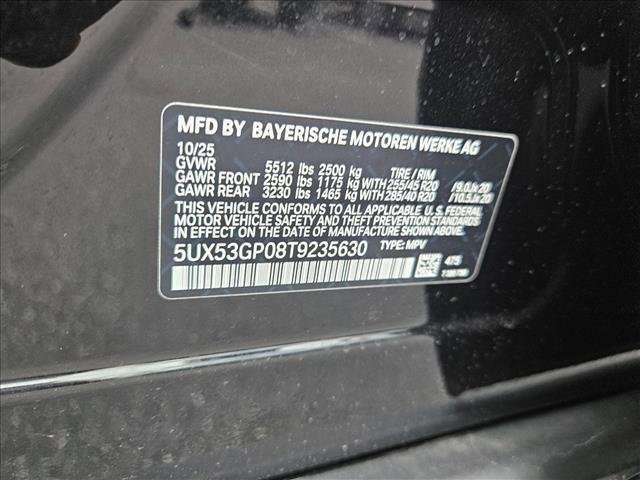 MFD BY BAYERISCHE MOTOREN WERKE AG
10/25
GVWR 5512 lbs 2500 kg TIRE / RIM
GAWR FRONT 2590 lbs 1175 kg WITH 255/45 R20 /9.0Jx20
GAWR REAR 3230 lbs 1465 kg WITH 285/40 R20 /10.5Jx20
THIS VEHICLE CONFORMS TO ALL APPLICABLE U.S. FEDERAL
MOTOR VEHICLE SAFETY AND THEFT PREVENTION STANDARDS
IN EFFECT ON THE DATE OF MANUFACTURE SHOWN ABOVE.
5UX53GP08T9235630 TYPE: MPV
475